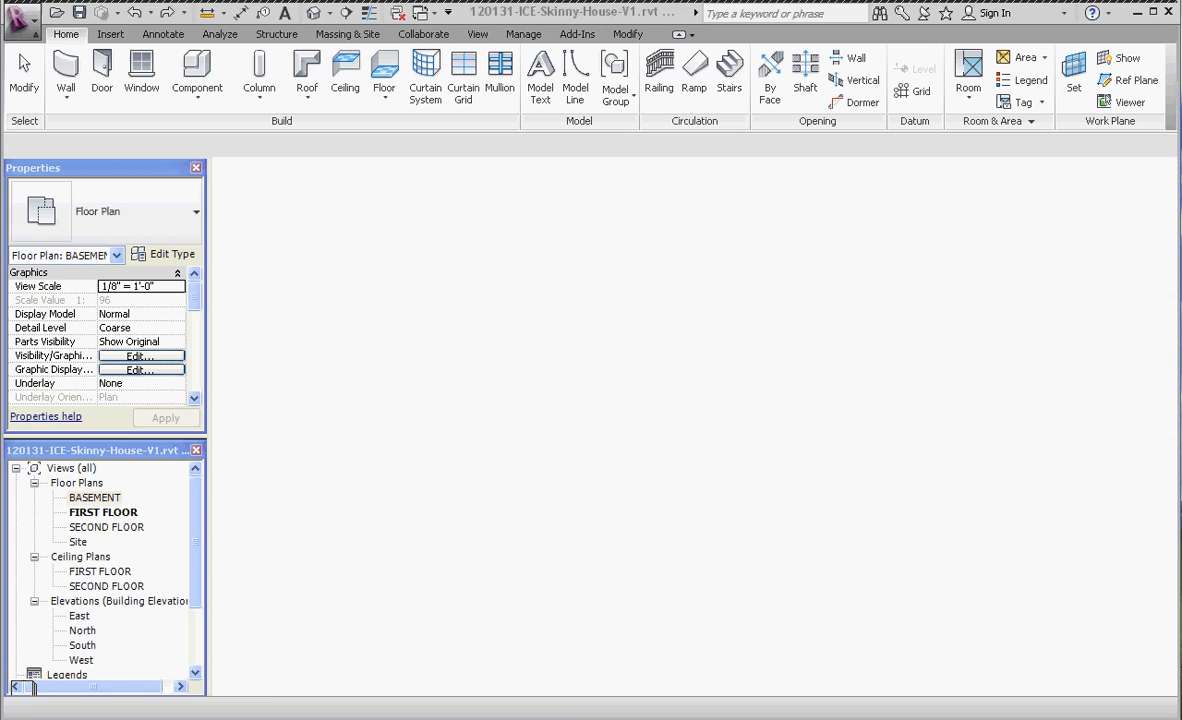 120131-ICE-Skinny-House-V1.rvt ...
Type a keyword or phrase
Sign In
Home Insert Annotate Analyze Structure Massing & Site Collaborate View Manage Add-Ins Modify
Modify Wall Door Window Component Column Roof Ceiling Floor Curtain System Curtain Grid Mullion Model Text Model Line Model Group Railing Ramp Stairs By Face Shaft
Wall
Vertical
Dormer
Level
Grid
Room
Area
Legend
Tag
Set
Show
Ref Plane
Viewer
Select Build Model Circulation Opening Datum Room & Area Work Plane
Properties
Floor Plan
Floor Plan: BASEMEN Edit Type
Graphics
View Scale 1/8" = 1'-0"
Scale Value 1: 96
Display Model Normal
Detail Level Coarse
Parts Visibility Show Original
Visibility/Graphi... Edit...
Graphic Display... Edit...
Underlay None
Underlay Orien... Plan
Properties help Apply
120131-ICE-Skinny-House-V1.rvt ...
Views (all)
Floor Plans
BASEMENT
FIRST FLOOR
SECOND FLOOR
Site
Ceiling Plans
FIRST FLOOR
SECOND FLOOR
Elevations (Building Elevatio
East
North
South
West
Legends